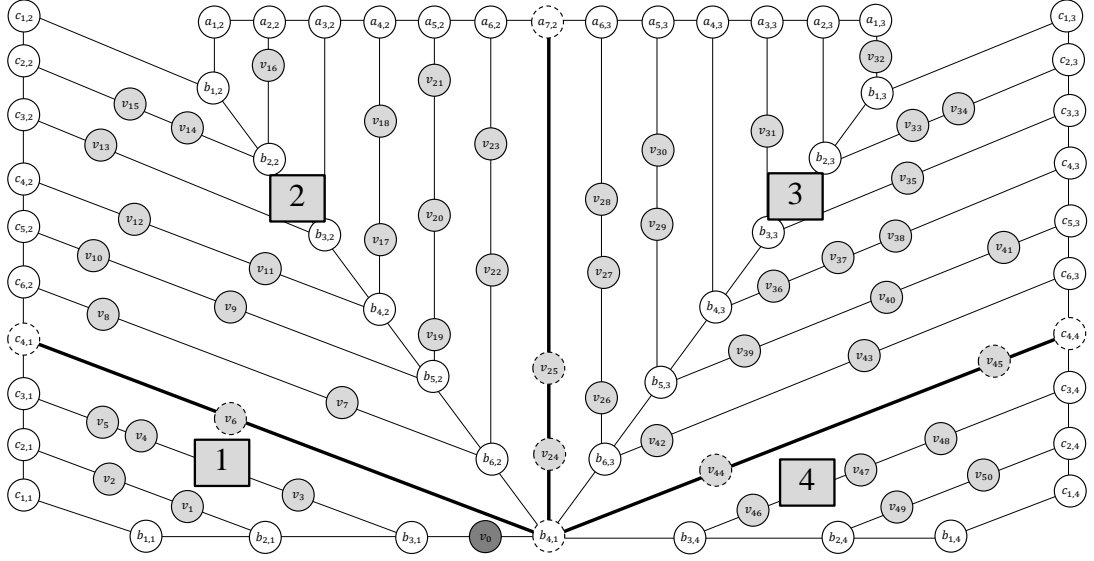 c1,2 a1,2 a2,2 a3,2 a4,2 a5,2 a6,2 a7,2 a6,3 a5,3 a4,3 a3,3 a2,3 a1,3 c1,3
c2,2 v16 v21 v32 c2,3
v15 b1,2 b1,3 v34
c3,2 v14 v18 v31 v33 c3,3
v13 b2,2 v23 v30 b2,3
c4,2 2 3 v35 c4,3
v12 v20 v28 v29
c5,2 b3,2 v17 b3,3 v38 c5,3
v10 v11 v22 v27 v37 v41
c6,2 v9 b4,2 b4,3 v36 v40 c6,3
v8 v19
c4,1 b5,2 v25 b5,3 v39 v43 v45 c4,4
c3,1 v7 v26 c3,4
v5 v4 v6
c2,1 1 b6,2 v24 b6,3 v42 v48 c2,4
v2 v3 v44 4 v47 v50
c1,1 v1 v46 v49 c1,4
b1,1 b2,1 b3,1 v0 b4,1 b3,4 b2,4 b1,4